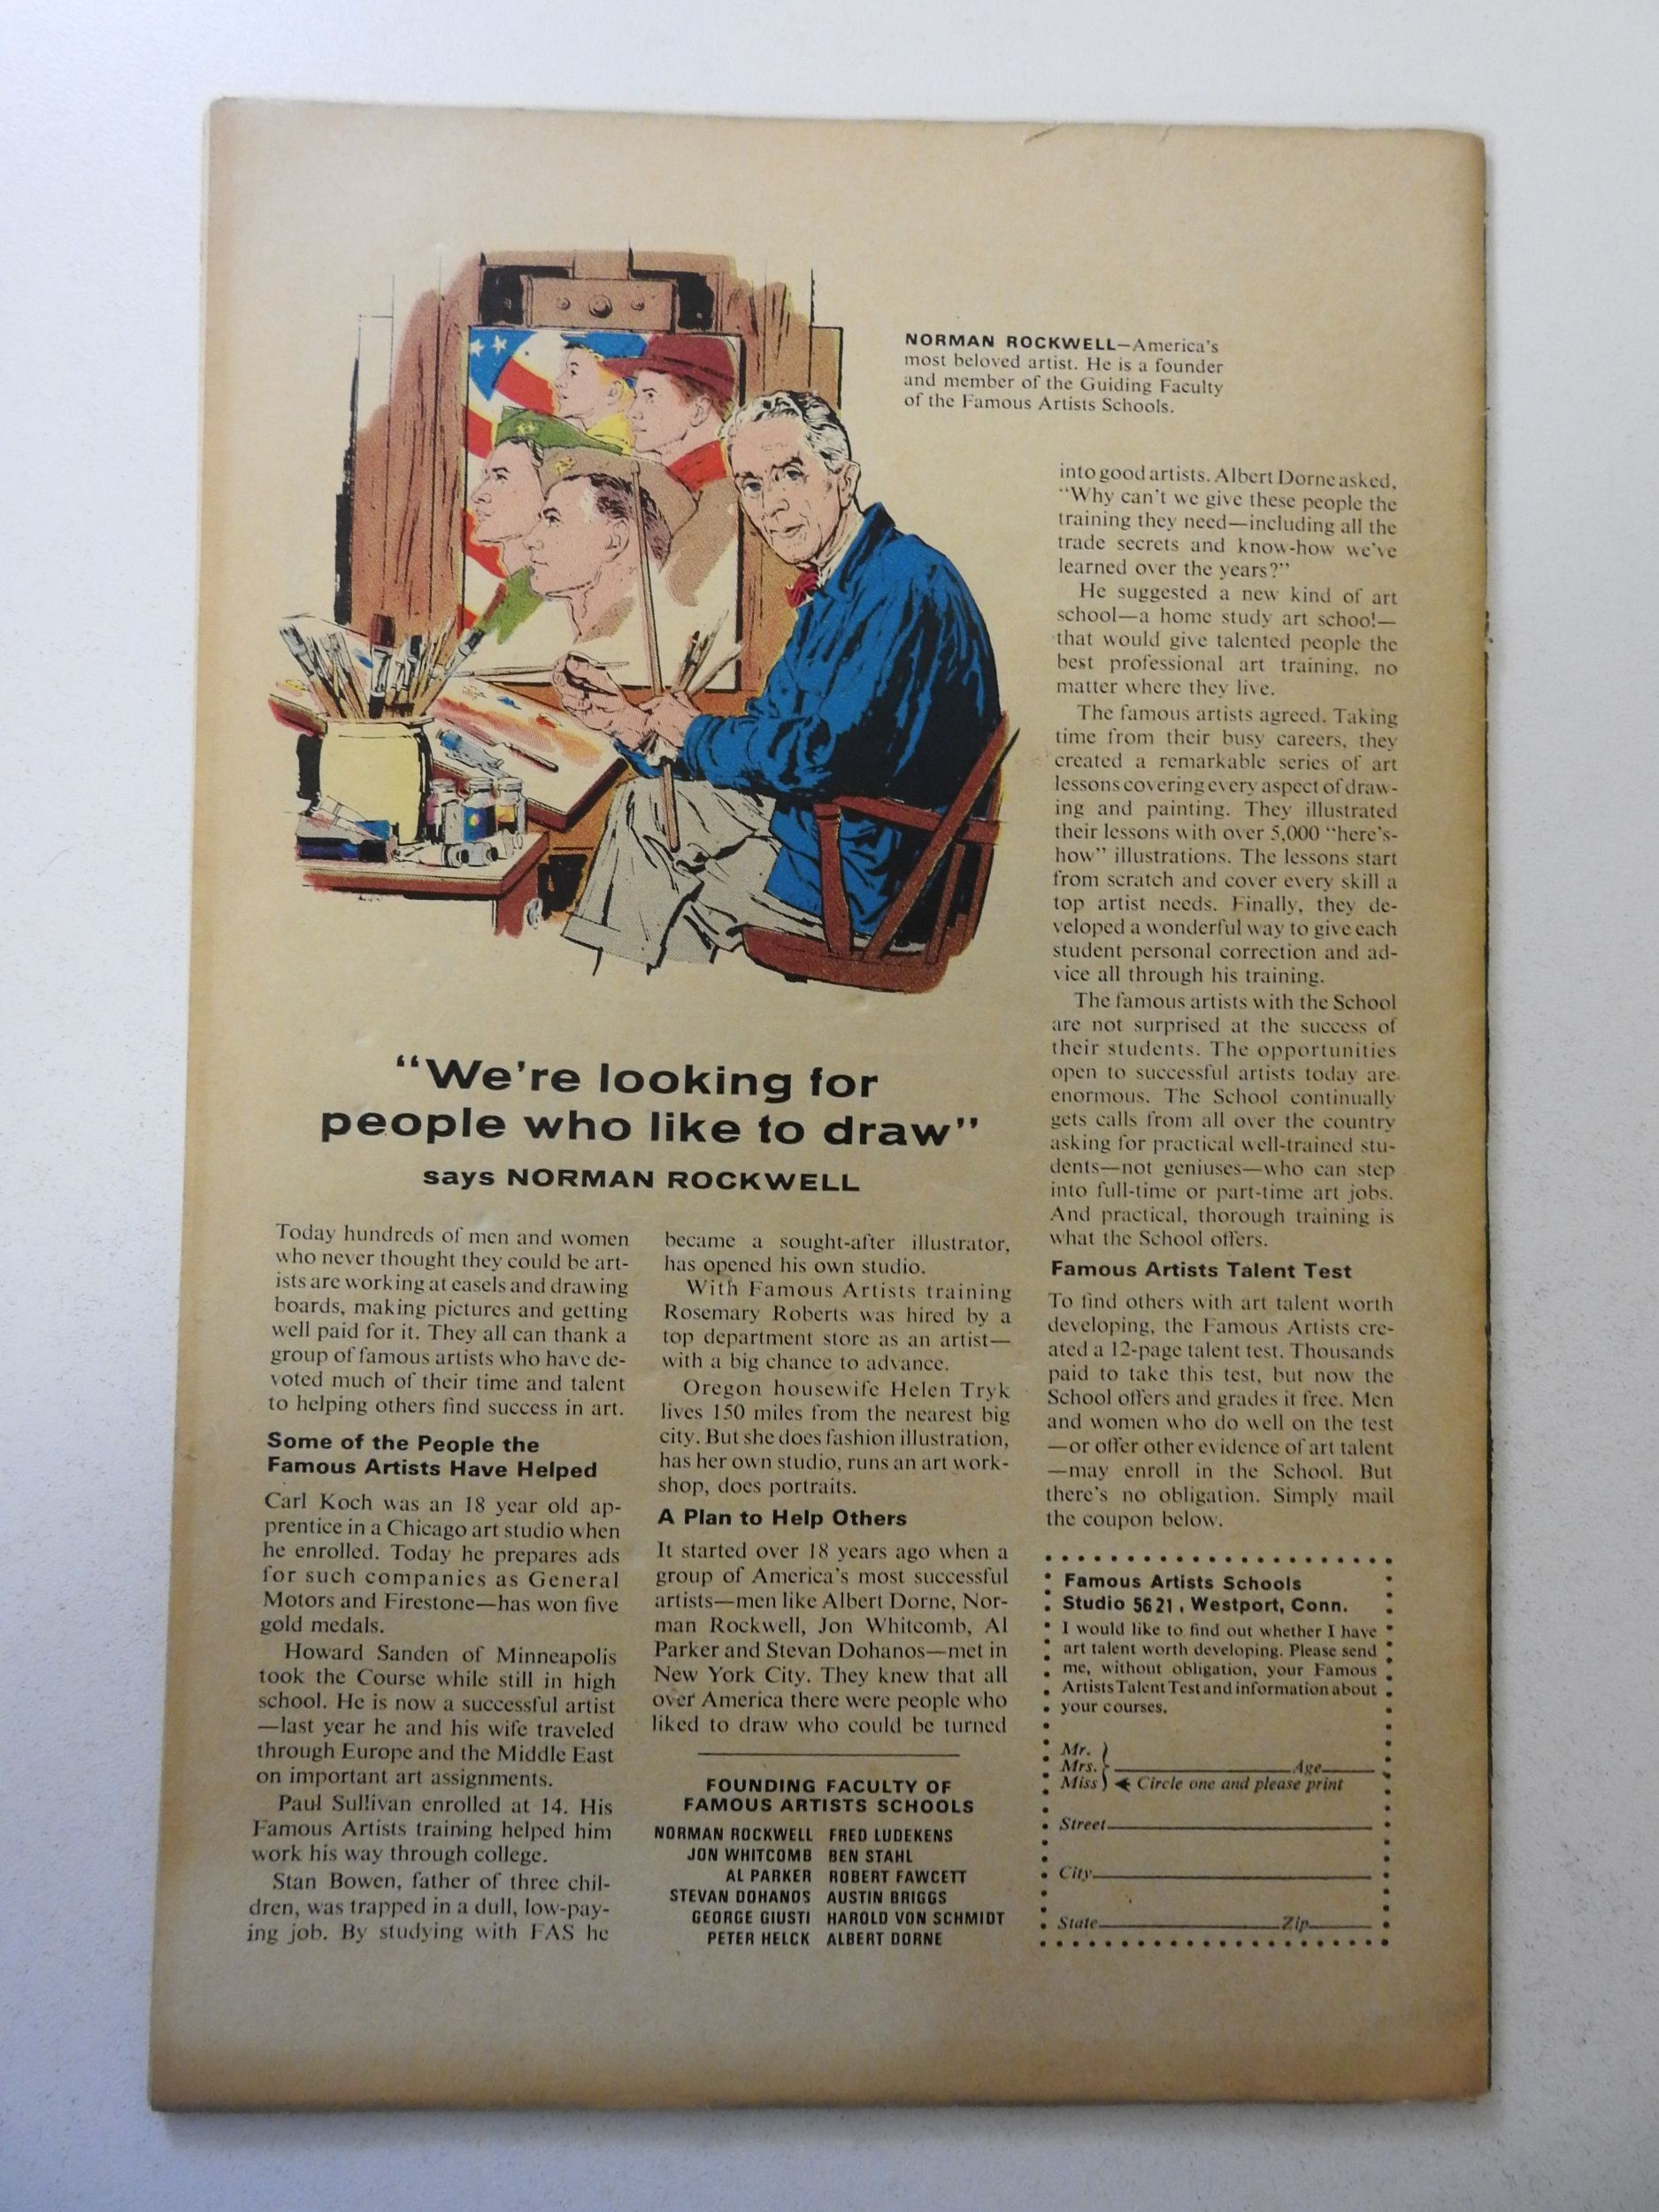 NORMAN ROCKWELL—America's
most beloved artist. He is a founder
and member of the Guiding Faculty
of the Famous Artists Schools.
"We're looking for
people who like to draw"
says NORMAN ROCKWELL
Today hundreds of men and women
who never thought they could be art-
ists are working at easels and drawing
boards, making pictures and getting
well paid for it. They all can thank a
group of famous artists who have de-
voted much of their time and talent
to helping others find success in art.
Some of the People the
Famous Artists Have Helped
Carl Koch was an 18 year old ap-
prentice in a Chicago art studio when
he enrolled. Today he prepares ads
for such companies as General
Motors and Firestone—has won five
gold medals.
Howard Sanden of Minneapolis
took the Course while still in high
school. He is now a successful artist
—last year he and his wife traveled
through Europe and the Middle East
on important art assignments.
Paul Sullivan enrolled at 14. His
Famous Artists training helped him
work his way through college.
Stan Bowen, father of three chil-
dren, was trapped in a dull, low-pay-
ing job. By studying with FAS he
became a sought-after illustrator,
has opened his own studio.
With Famous Artists training
Rosemary Roberts was hired by a
top department store as an artist—
with a big chance to advance.
Oregon housewife Helen Tryk
lives 150 miles from the nearest big
city. But she does fashion illustration,
has her own studio, runs an art work-
shop, does portraits.
A Plan to Help Others
It started over 18 years ago when a
group of America's most successful
artists—men like Albert Dorne, Nor-
man Rockwell, Jon Whitcomb, Al
Parker and Stevan Dohanos—met in
New York City. They knew that all
over America there were people who
liked to draw who could be turned
FOUNDING FACULTY OF
FAMOUS ARTISTS SCHOOLS
NORMAN ROCKWELL FRED LUDEKENS
JON WHITCOMB BEN STAHL
AL PARKER ROBERT FAWCETT
STEVAN DOHANOS AUSTIN BRIGGS
GEORGE GIUSTI HAROLD VON SCHMIDT
PETER HELCK ALBERT DORNE
into good artists. Albert Dorne asked,
"Why can't we give these people the
training they need—including all the
trade secrets and know-how we've
learned over the years?"
He suggested a new kind of art
school—a home study art school—
that would give talented people the
best professional art training, no
matter where they live.
The famous artists agreed. Taking
time from their busy careers, they
created a remarkable series of art
lessons covering every aspect of draw-
ing and painting. They illustrated
their lessons with over 5,000 "here's-
how" illustrations. The lessons start
from scratch and cover every skill a
top artist needs. Finally, they de-
veloped a wonderful way to give each
student personal correction and ad-
vice all through his training.
The famous artists with the School
are not surprised at the success of
their students. The opportunities
open to successful artists today are
enormous. The School continually
gets calls from all over the country
asking for practical well-trained stu-
dents—not geniuses—who can step
into full-time or part-time art jobs.
And practical, thorough training is
what the School offers.
Famous Artists Talent Test
To find others with art talent worth
developing, the Famous Artists cre-
ated a 12-page talent test. Thousands
paid to take this test, but now the
School offers and grades it free. Men
and women who do well on the test
—or offer other evidence of art talent
—may enroll in the School. But
there's no obligation. Simply mail
the coupon below.
Famous Artists Schools
Studio 5621, Westport, Conn.
I would like to find out whether I have
art talent worth developing. Please send
me, without obligation, your Famous
Artists Talent Test and information about
your courses.
Mr.
Mrs. Age
Miss Circle one and please print
Street
City
State Zip